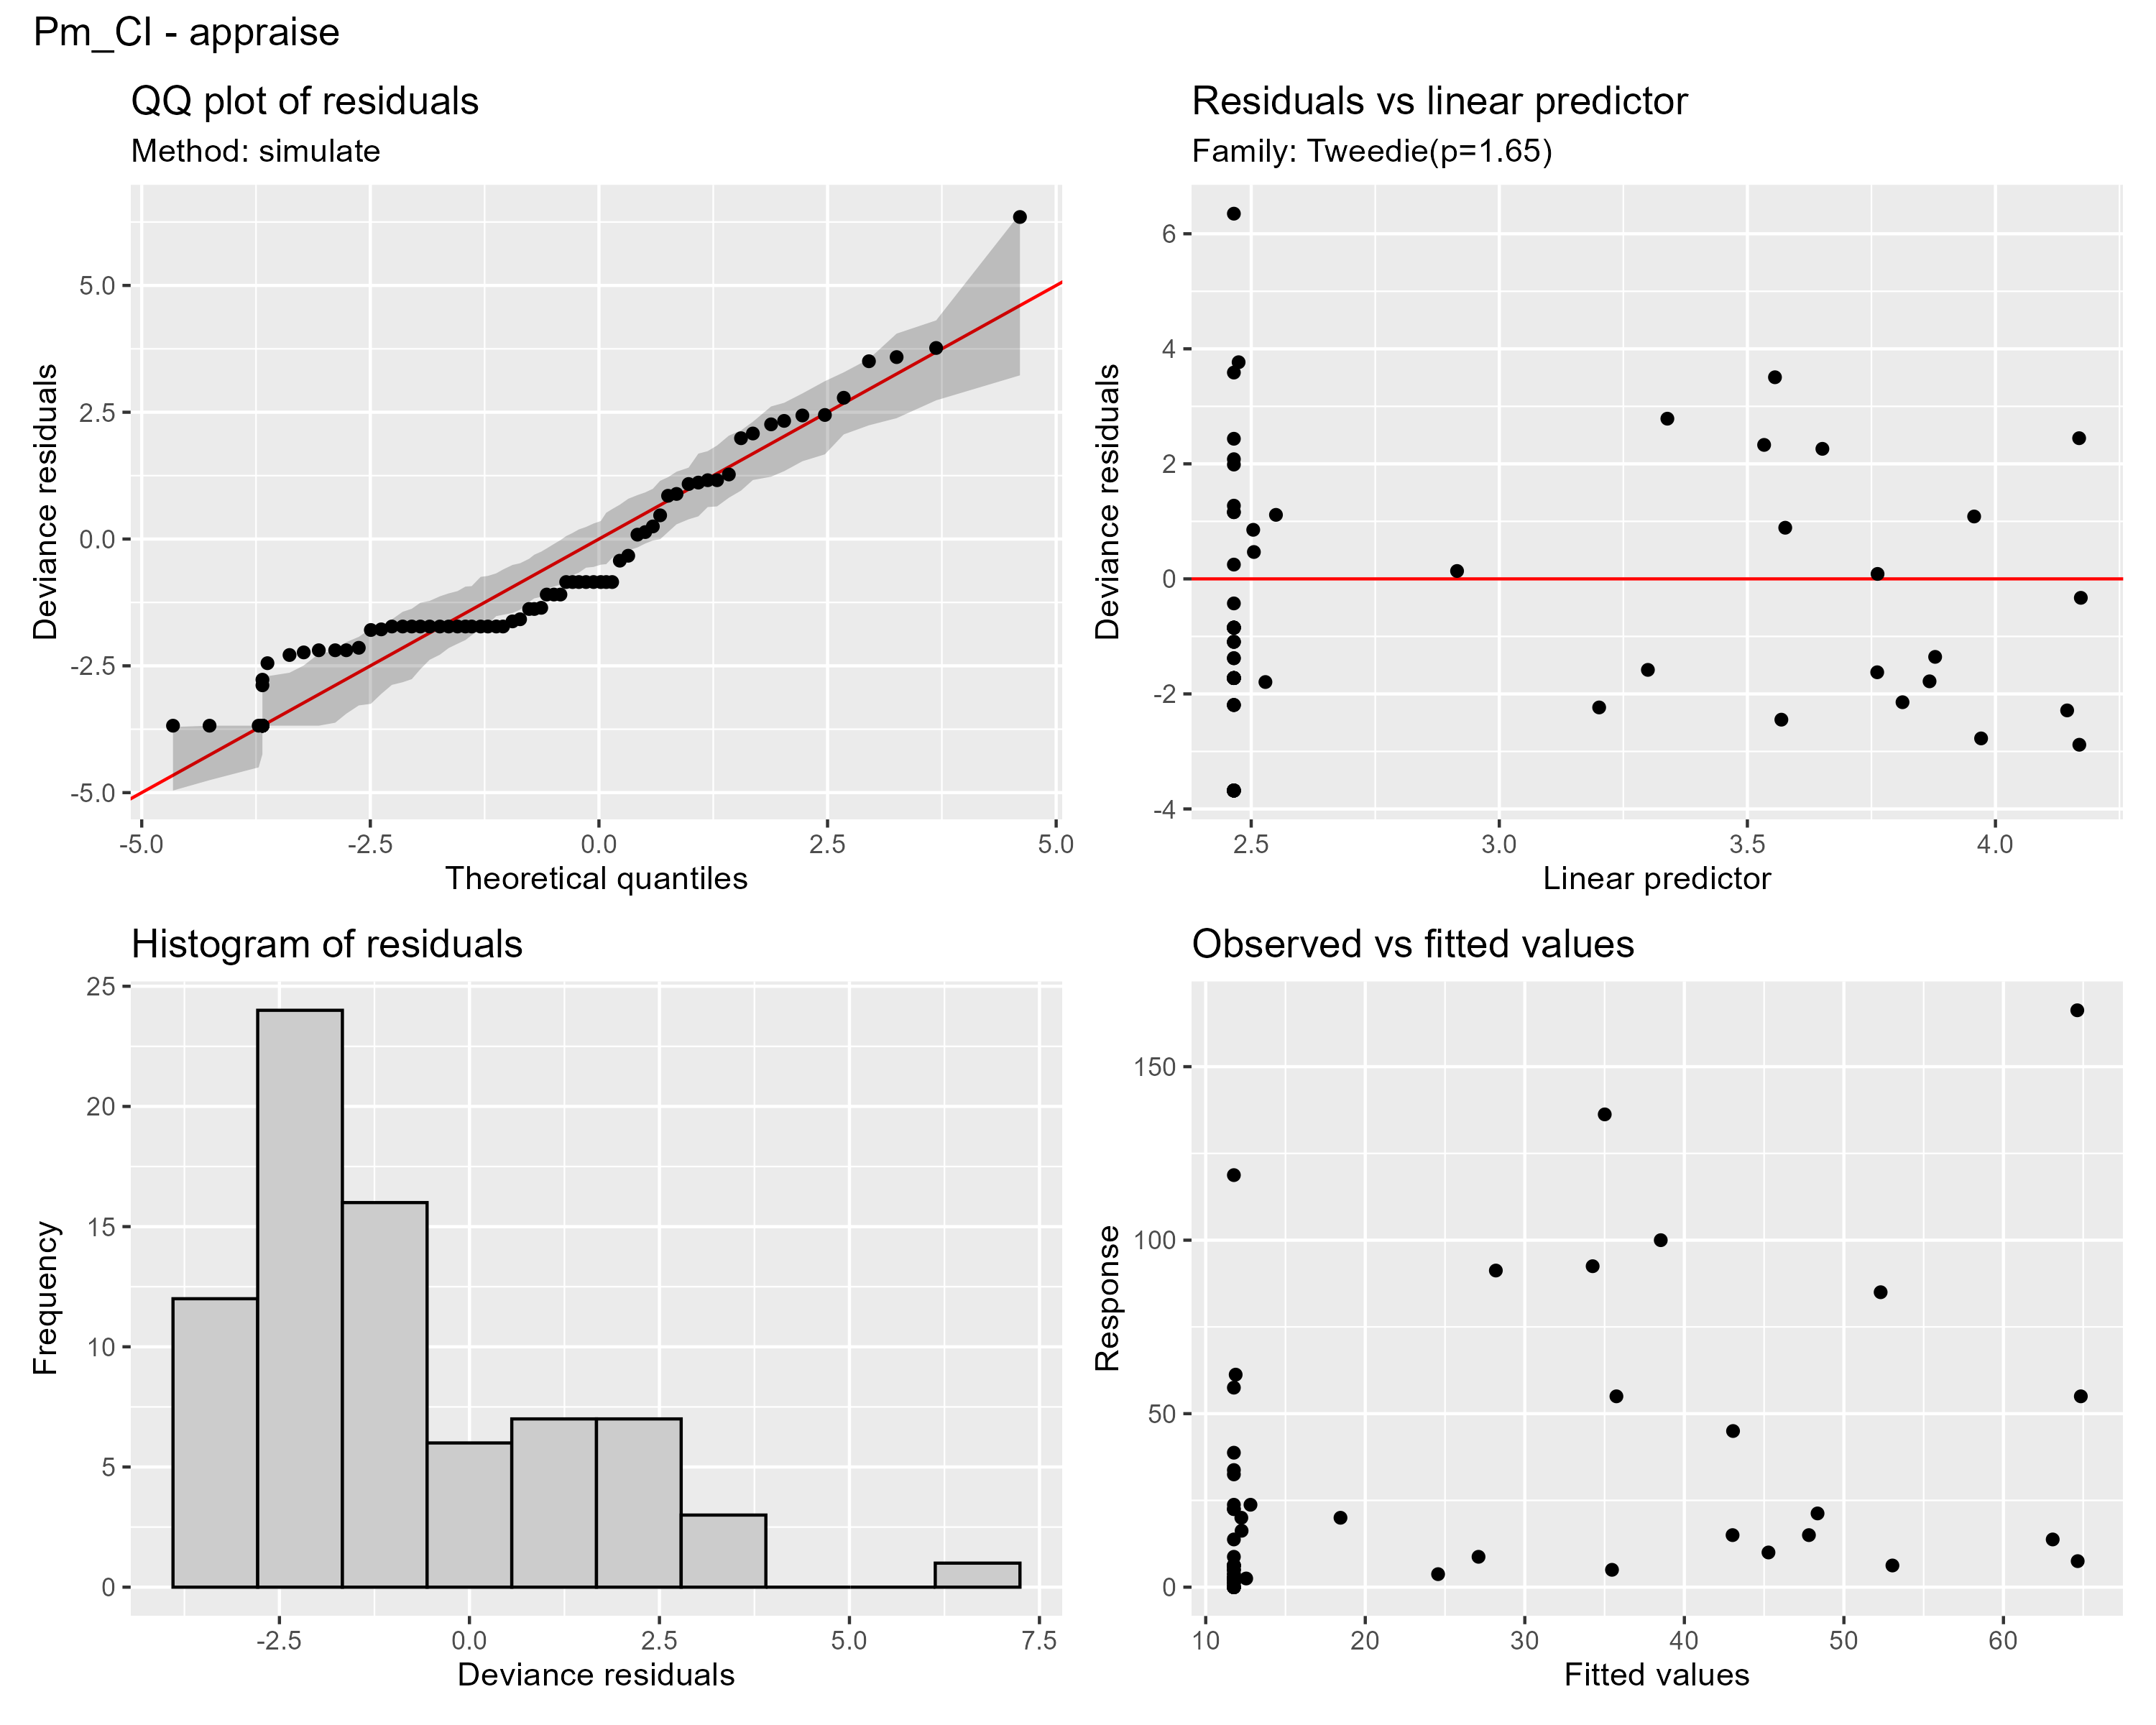 Pm_Cl - appraise
QQ plot of residuals
Method: simulate
5.0
2.5
0.0
-2.5
-5.0
Deviance residuals
-5.0 -2.5 0.0 2.5 5.0
Theoretical quantiles
Residuals vs linear predictor
Family: Tweedie(p=1.65)
6
4
2
0
-2
-4
Deviance residuals
2.5 3.0 3.5 4.0
Linear predictor
Histogram of residuals
25
20
15
10
5
0
Frequency
-2.5 0.0 2.5 5.0 7.5
Deviance residuals
Observed vs fitted values
150
100
50
0
Response
10 20 30 40 50 60
Fitted values